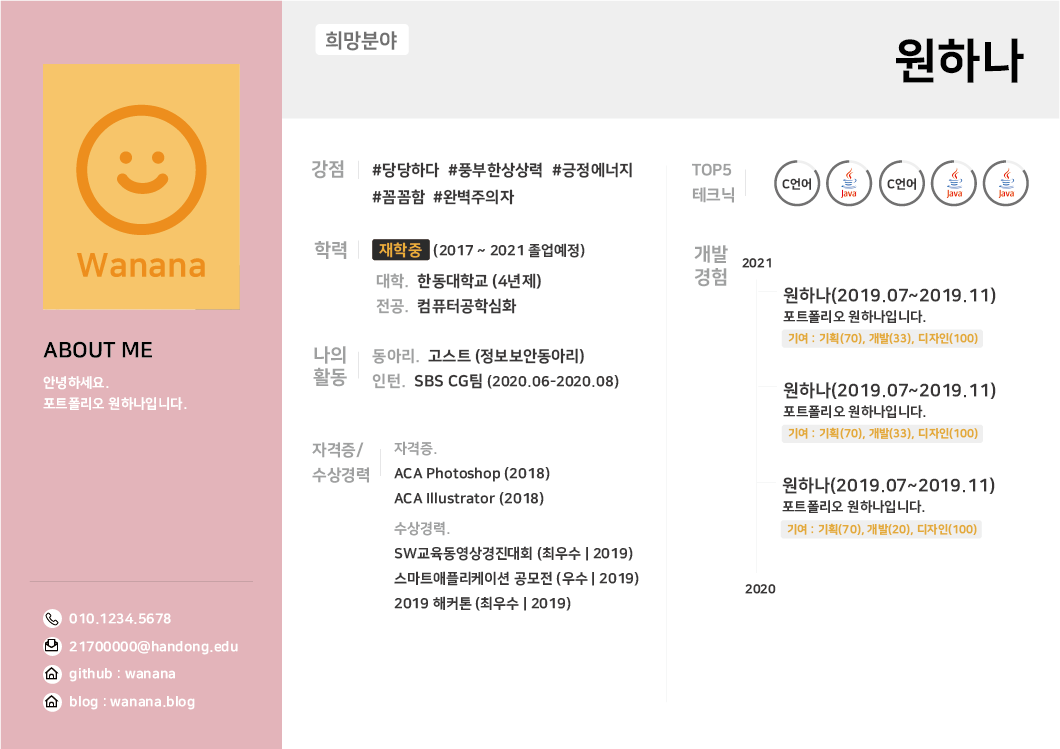 Wanana
ABOUT ME
안녕하세요.
포트폴리오 원하나입니다.
010.1234.5678
21700000@handong.edu
github : wanana
blog : wanana.blog
희망분야
원하나
강점
#당당하다 #풍부한상상력 #긍정에너지
#꼼꼼함 #완벽주의자
학력
재학중 (2017 ~ 2021 졸업예정)
대학. 한동대학교 (4년제)
전공. 컴퓨터공학심화
나의
활동
동아리. 고스트 (정보보안동아리)
인턴. SBS CG팀 (2020.06-2020.08)
자격증/
수상경력
자격증.
ACA Photoshop (2018)
ACA Illustrator (2018)
수상경력.
SW교육동영상경진대회 (최우수 | 2019)
스마트애플리케이션 공모전 (우수 | 2019)
2019 해커톤 (최우수 | 2019)
TOP5
테크닉
C언어 Java C언어 Java Java
개발
경험
2021
원하나(2019.07~2019.11)
포트폴리오 원하나입니다.
기여 : 기획(70), 개발(33), 디자인(100)
원하나(2019.07~2019.11)
포트폴리오 원하나입니다.
기여 : 기획(70), 개발(33), 디자인(100)
원하나(2019.07~2019.11)
포트폴리오 원하나입니다.
기여 : 기획(70), 개발(20), 디자인(100)
2020